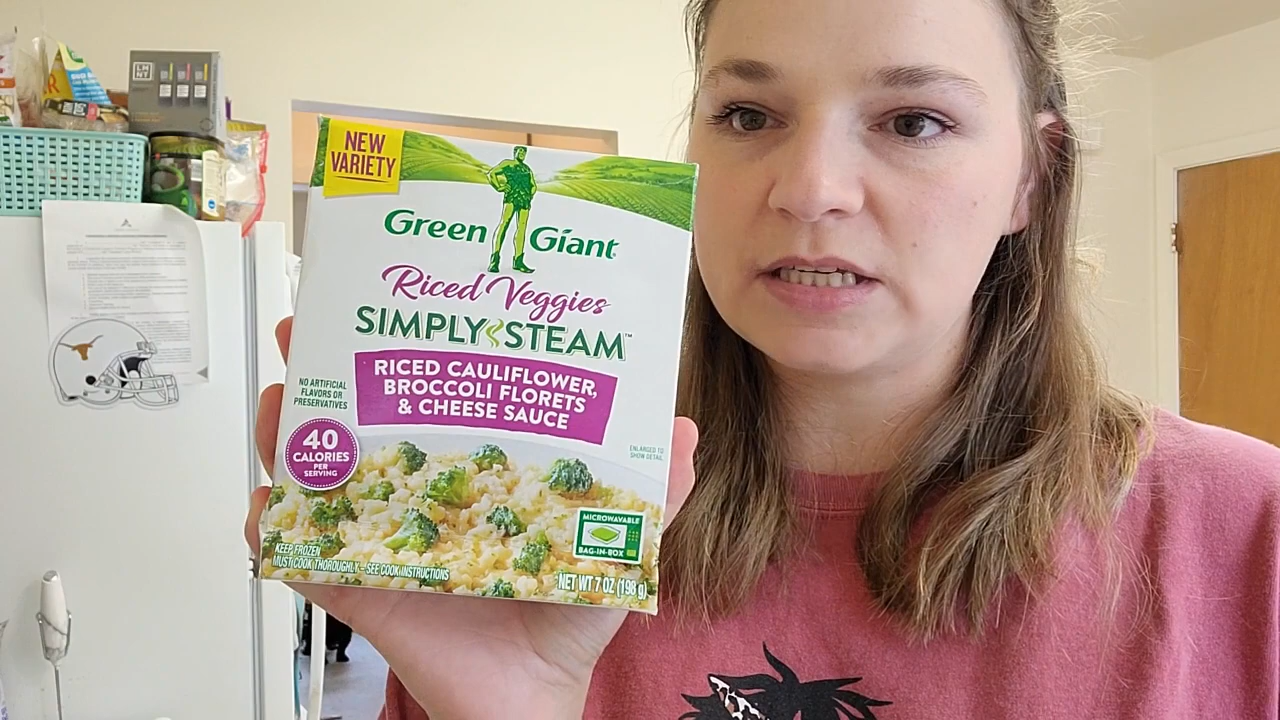 LMNT
NEW
VARIETY
Green Giant
Riced Veggies
SIMPLY STEAM™
RICED CAULIFLOWER,
BROCCOLI FLORETS
& CHEESE SAUCE
NO ARTIFICIAL
FLAVORS OR
PRESERVATIVES
40
CALORIES
PER
SERVING
ENLARGED TO
SHOW DETAIL
MICROWAVABLE
BAG-IN-BOX
KEEP FROZEN
MUST COOK THOROUGHLY - SEE COOK INSTRUCTIONS
NET WT 7 OZ (198 g)